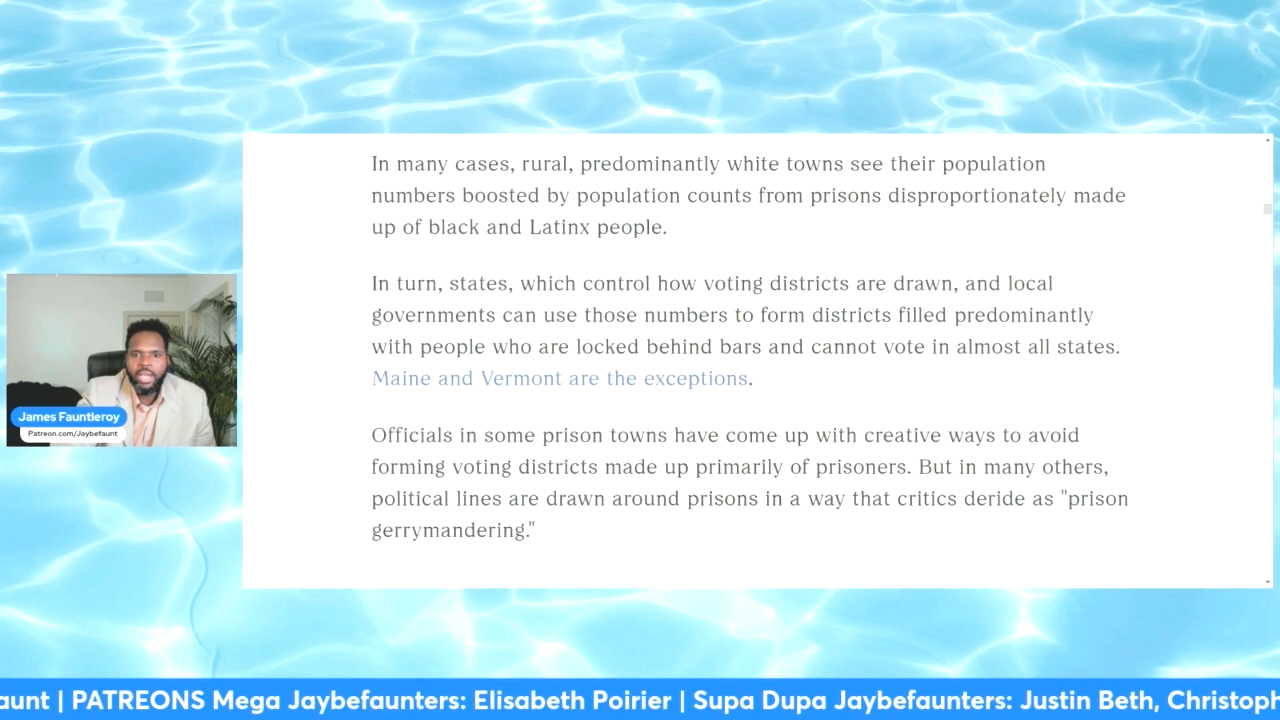 In many cases, rural, predominantly white towns see their population
numbers boosted by population counts from prisons disproportionately made
up of black and Latinx people.
In turn, states, which control how voting districts are drawn, and local
governments can use those numbers to form districts filled predominantly
with people who are locked behind bars and cannot vote in almost all states.
Maine and Vermont are the exceptions.
Officials in some prison towns have come up with creative ways to avoid
forming voting districts made up primarily of prisoners. But in many others,
political lines are drawn around prisons in a way that critics deride as "prison
gerrymandering."
James Fauntleroy
Patreon.com/Jaybefaunt
aunt | PATREONS Mega Jaybefaunters: Elisabeth Poirier | Supa Dupa Jaybefaunters: Justin Beth, Christoph